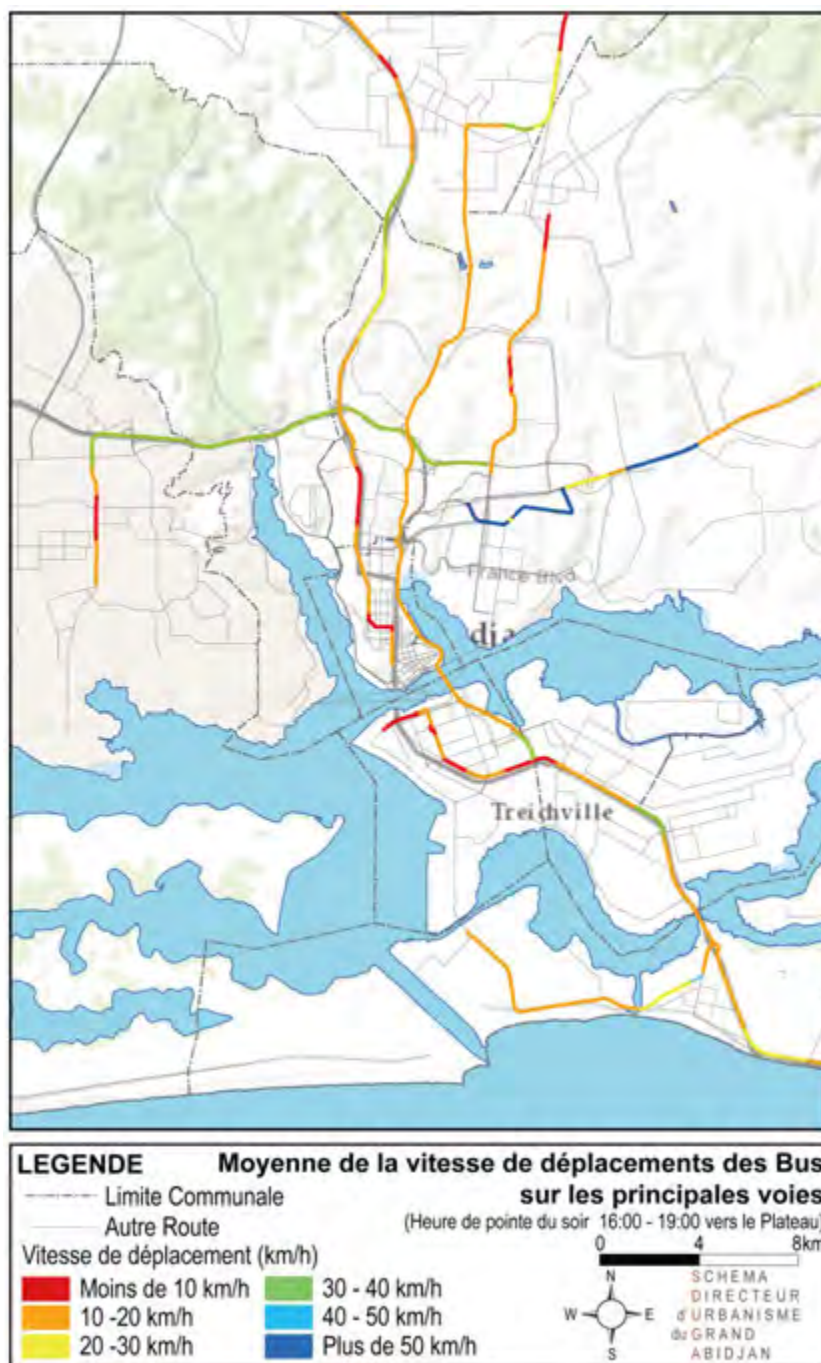 France Blvd
dja
Treichville
LEGENDE
Moyenne de la vitesse de déplacements des Bus
sur les principales voies
(Heure de pointe du soir 16:00 - 19:00 vers le Plateau)
Limite Communale
Autre Route
Vitesse de déplacement (km/h)
Moins de 10 km/h
10 -20 km/h
20 -30 km/h
30 - 40 km/h
40 - 50 km/h
Plus de 50 km/h
0 4 8km
N
W E
S
SCHEMA
DIRECTEUR
d'URBANISME
du GRAND
ABIDJAN